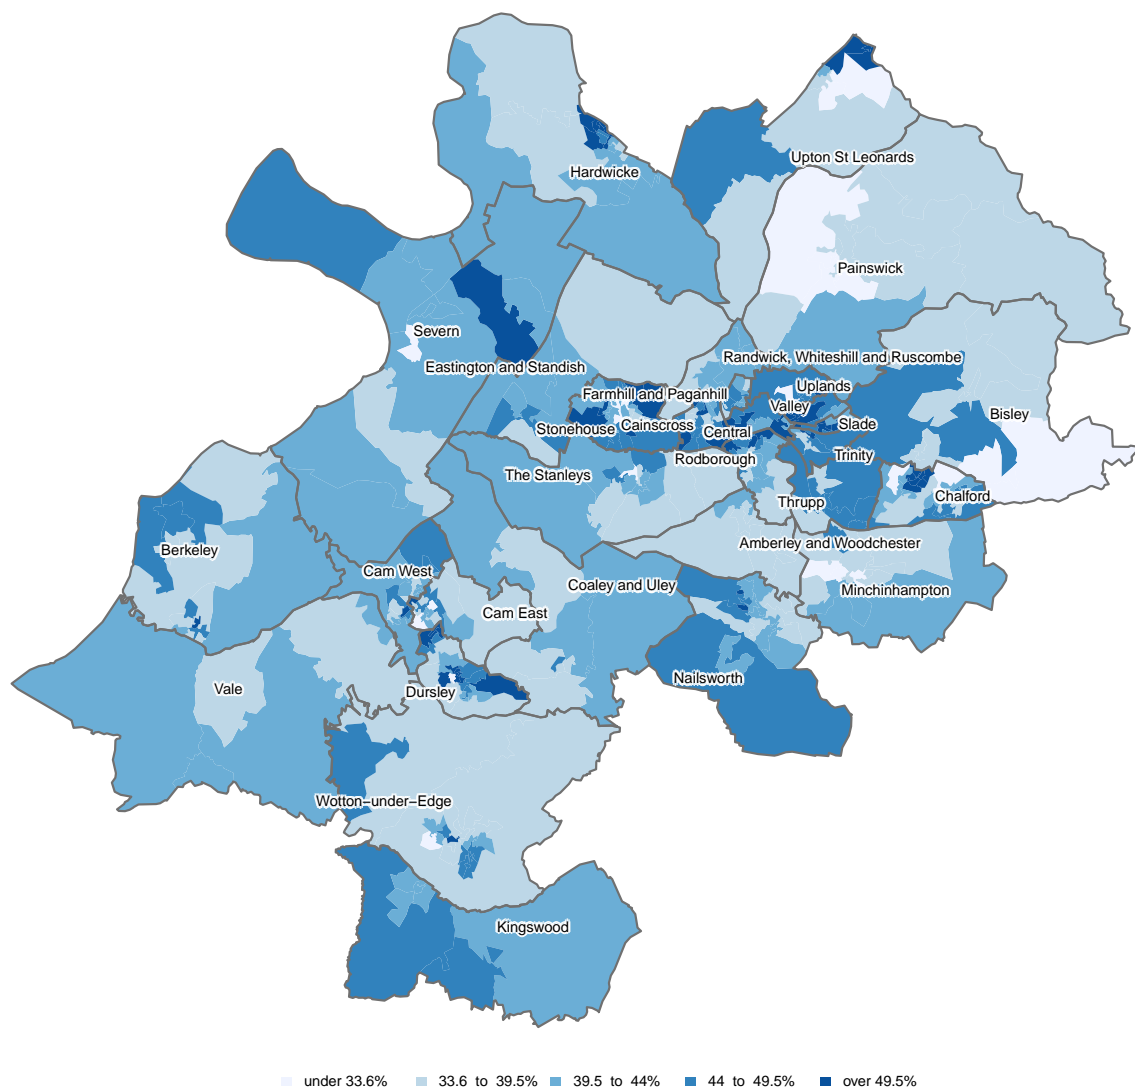 Upton St Leonards
Hardwicke
Painswick
Severn
Randwick, Whiteshill and Ruscombe
Eastington and Standish
Uplands
Farmhill and Paganhill
Valley
Bisley
Stonehouse
Cainscross
Central
Slade
Trinity
Rodborough
The Stanleys
Chalford
Thrupp
Amberley and Woodchester
Berkeley
Cam West
Coaley and Uley
Minchinhampton
Cam East
Nailsworth
Vale
Dursley
Wotton−under−Edge
Kingswood
under 33.6%
33.6 to 39.5%
39.5 to 44%
44 to 49.5%
over 49.5%